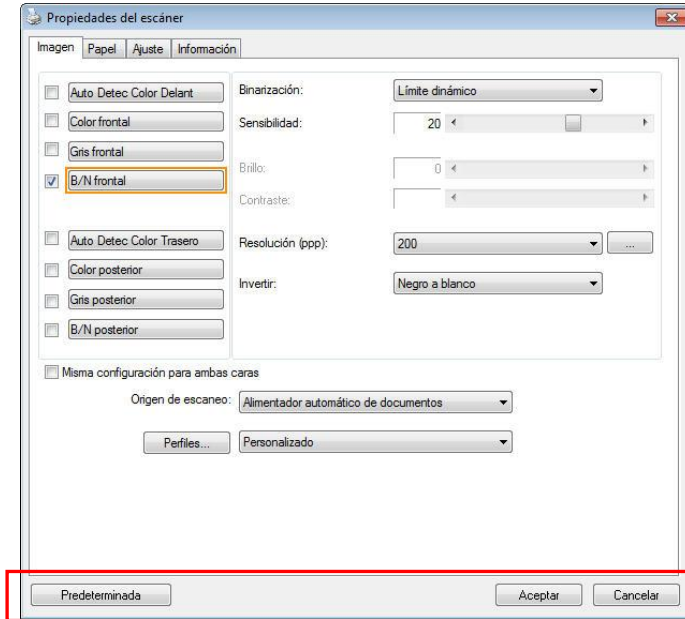 Propiedades del escáner
Imagen Papel Ajuste Información
Auto Detec Color Delant
Color frontal
Gris frontal
B/N frontal
Auto Detec Color Trasero
Color posterior
Gris posterior
B/N posterior
Binarización: Límite dinámico
Sensibilidad: 20
Brillo: 0
Contraste:
Resolución (ppp): 200 ...
Invertir: Negro a blanco
Misma configuración para ambas caras
Origen de escaneo: Alimentador automático de documentos
Perfiles... Personalizado
Predeterminada Aceptar Cancelar